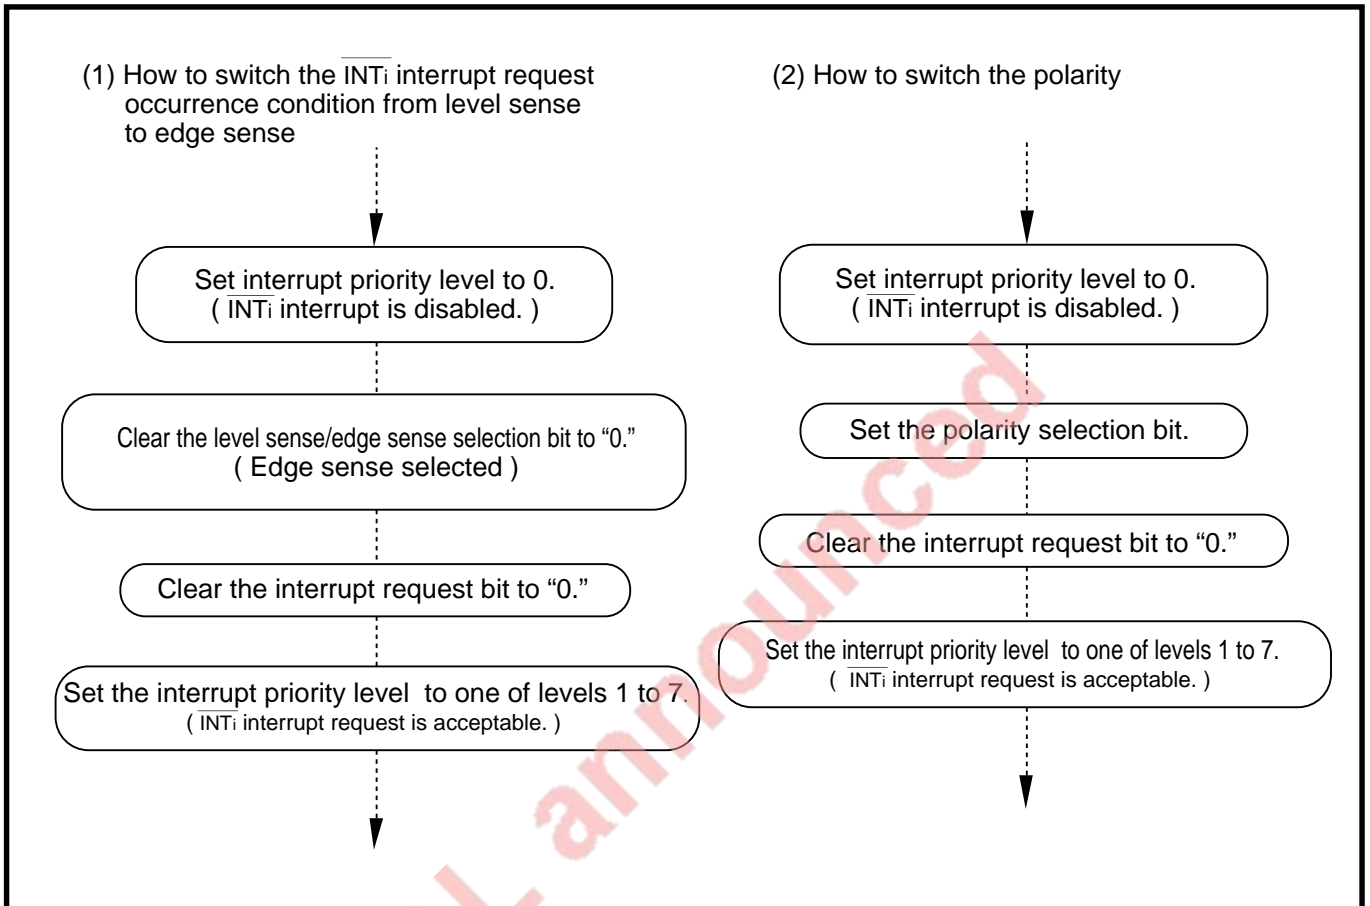 (1) How to switch the INTi interrupt request
occurrence condition from level sense
to edge sense
Set interrupt priority level to 0.
( INTi interrupt is disabled. )
Clear the level sense/edge sense selection bit to “0.”
( Edge sense selected )
Clear the interrupt request bit to “0.”
Set the interrupt priority level to one of levels 1 to 7.
( INTi interrupt request is acceptable. )
(2) How to switch the polarity
Set interrupt priority level to 0.
( INTi interrupt is disabled. )
Set the polarity selection bit.
Clear the interrupt request bit to “0.”
Set the interrupt priority level to one of levels 1 to 7.
( INTi interrupt request is acceptable. )
announced